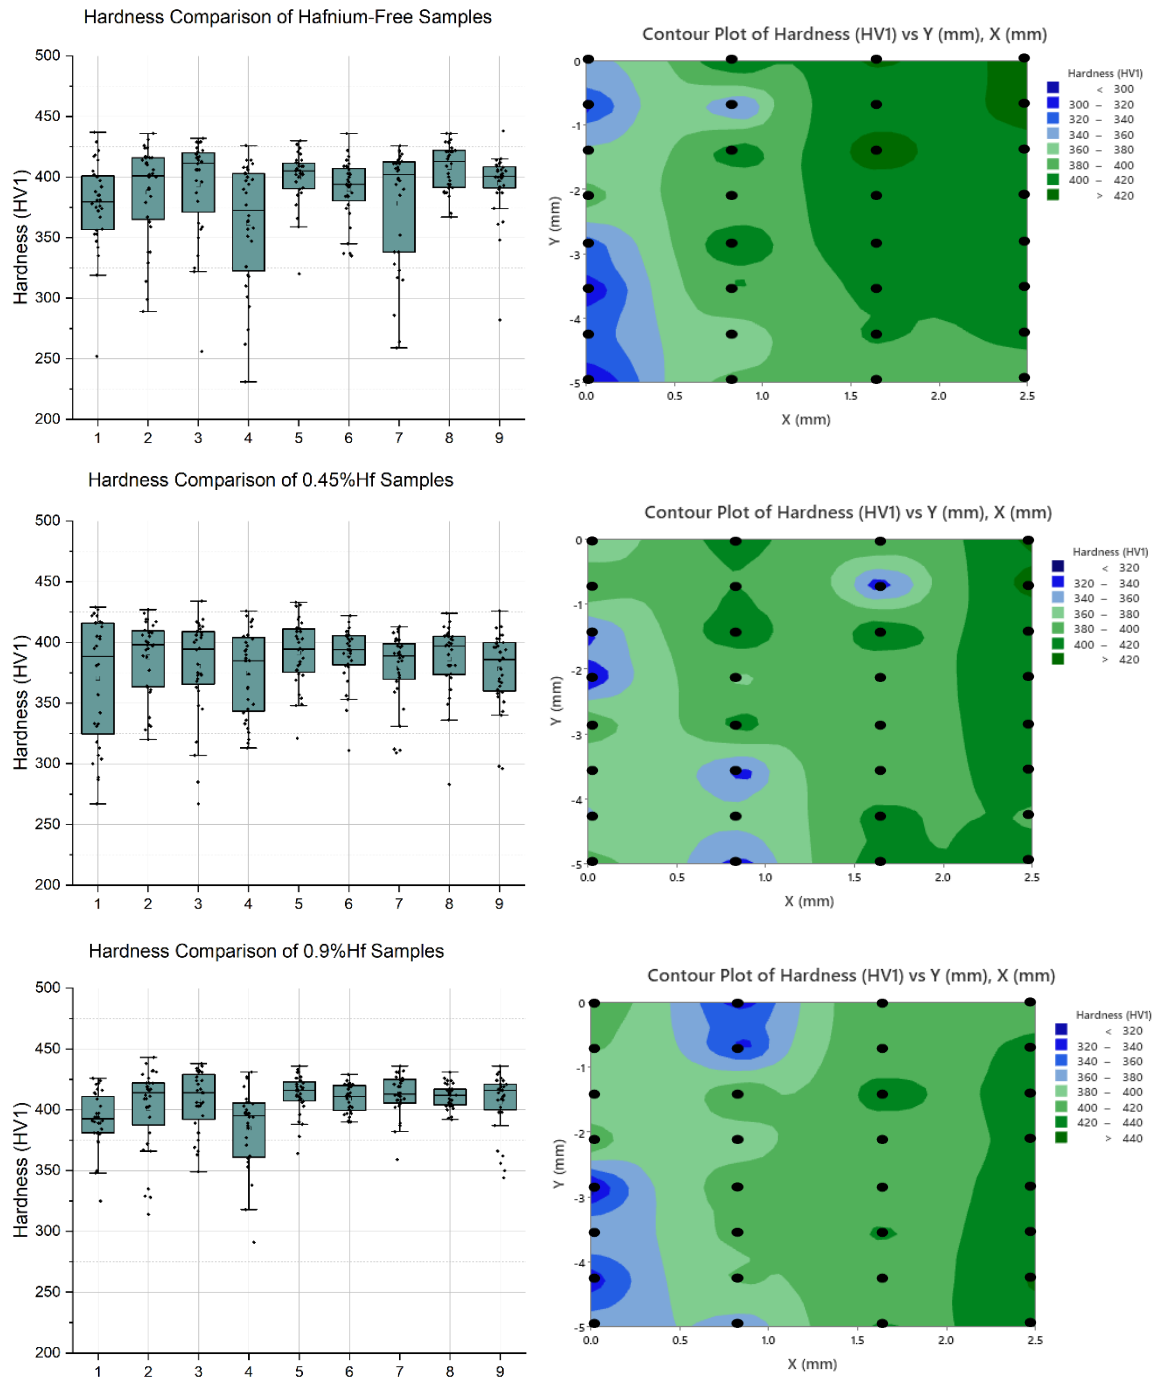 Hardness Comparison of Hafnium-Free Samples
Hardness (HV1)
500
450
400
350
300
250
200
1 2 3 4 5 6 7 8 9
Contour Plot of Hardness (HV1) vs Y (mm), X (mm)
Y (mm)
0
-1
-2
-3
-4
-5
0.0 0.5 1.0 1.5 2.0 2.5
X (mm)
Hardness (HV1)
< 300
300 – 320
320 – 340
340 – 360
360 – 380
380 – 400
400 – 420
> 420
Hardness Comparison of 0.45%Hf Samples
Hardness (HV1)
500
450
400
350
300
250
200
1 2 3 4 5 6 7 8 9
Contour Plot of Hardness (HV1) vs Y (mm), X (mm)
Y (mm)
0
-1
-2
-3
-4
-5
0.0 0.5 1.0 1.5 2.0 2.5
X (mm)
Hardness (HV1)
< 320
320 – 340
340 – 360
360 – 380
380 – 400
400 – 420
> 420
Hardness Comparison of 0.9%Hf Samples
Hardness (HV1)
500
450
400
350
300
250
200
1 2 3 4 5 6 7 8 9
Contour Plot of Hardness (HV1) vs Y (mm), X (mm)
Y (mm)
0
-1
-2
-3
-4
-5
0.0 0.5 1.0 1.5 2.0 2.5
X (mm)
Hardness (HV1)
< 320
320 – 340
340 – 360
360 – 380
380 – 400
400 – 420
420 – 440
> 440